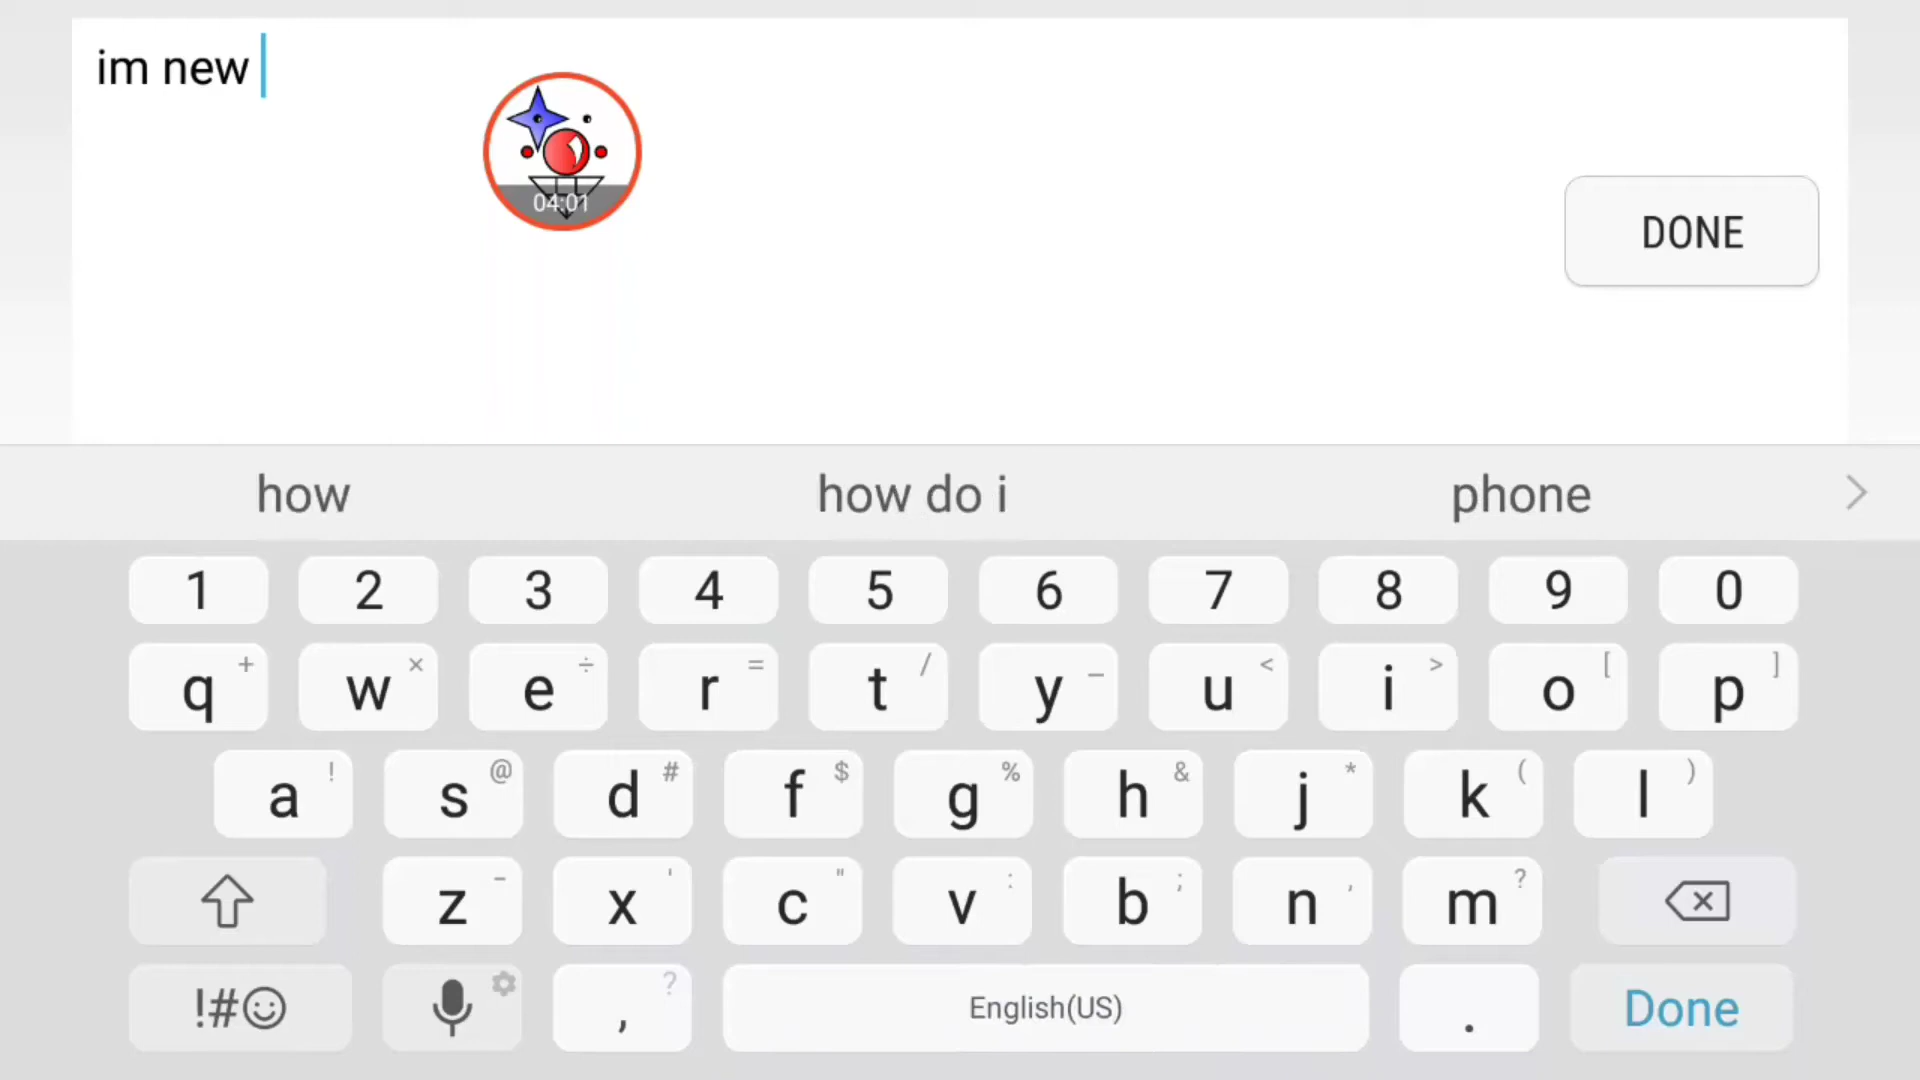 im new
04:01
DONE
how how do i phone
1 2 3 4 5 6 7 8 9 0
q + w × e ÷ r = t / y _ u < i > o [ p ]
a ! s @ d # f $ g % h & j * k ( l )
z - x ' c " v : b ; n , m ?
!#☺ , ? English(US) . Done